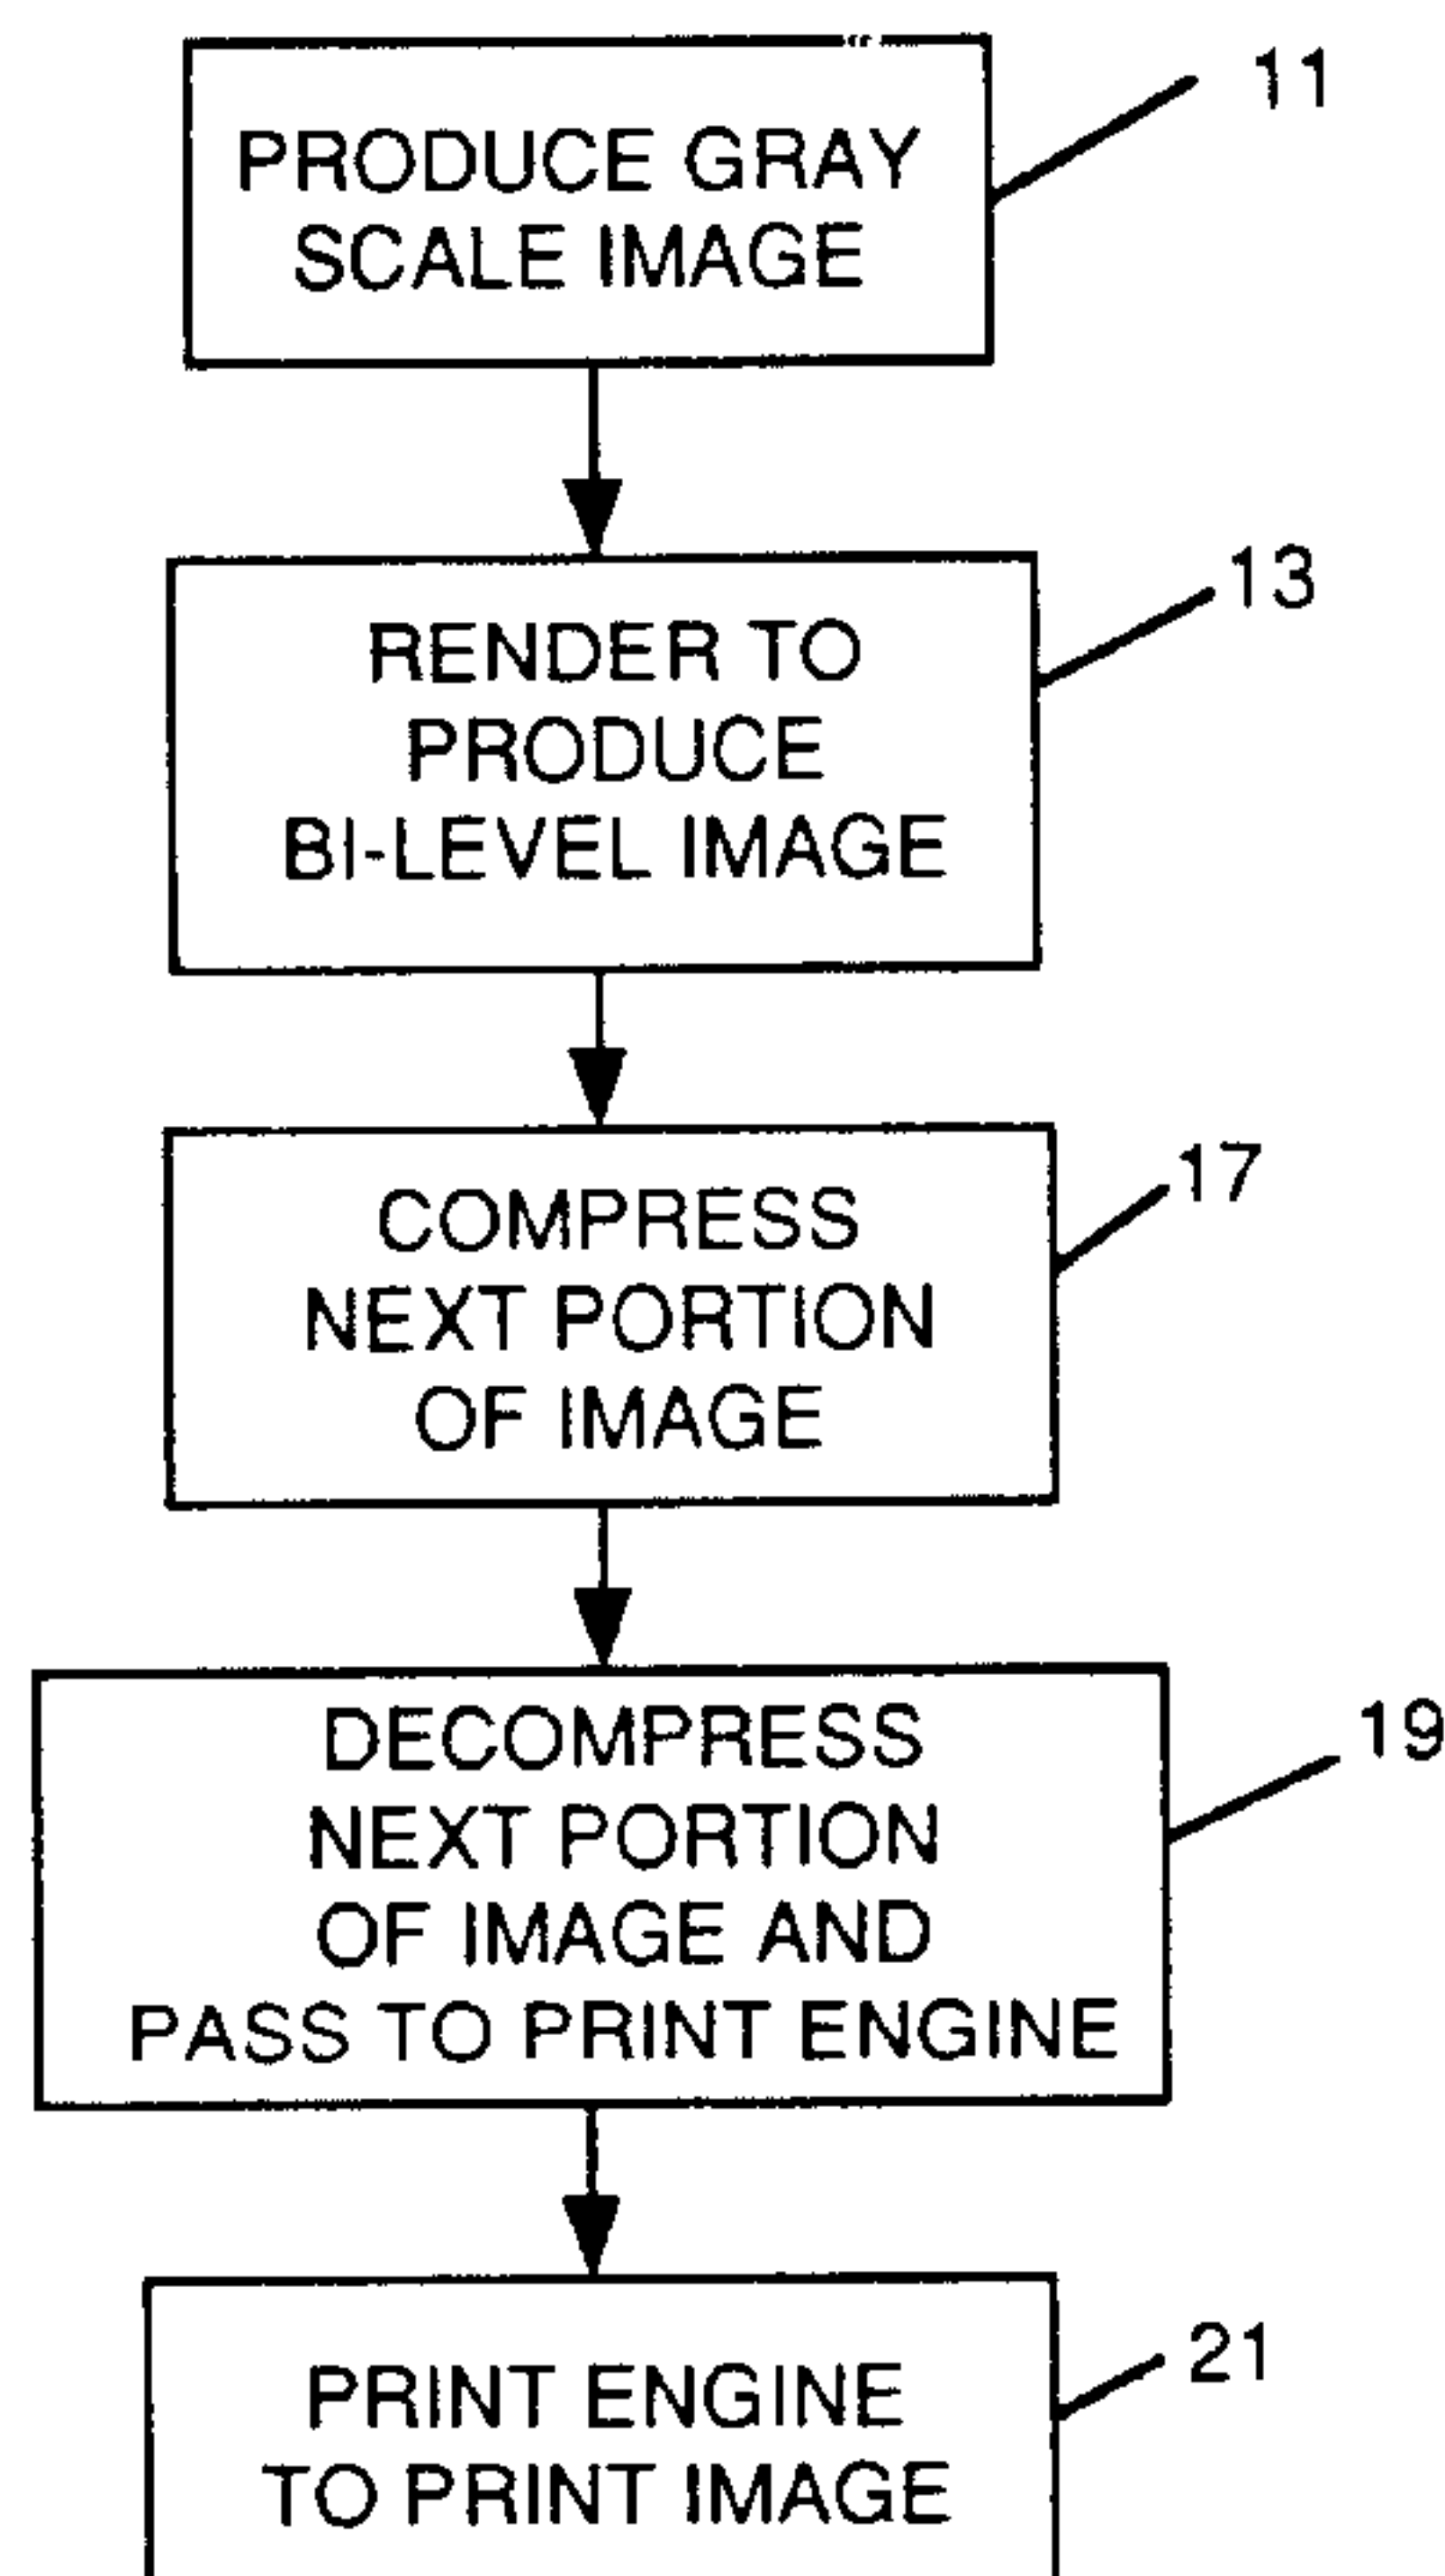 11
PRODUCE GRAY
SCALE IMAGE
13
RENDER TO
PRODUCE
BI-LEVEL IMAGE
17
COMPRESS
NEXT PORTION
OF IMAGE
19
DECOMPRESS
NEXT PORTION
OF IMAGE AND
PASS TO PRINT ENGINE
21
PRINT ENGINE
TO PRINT IMAGE